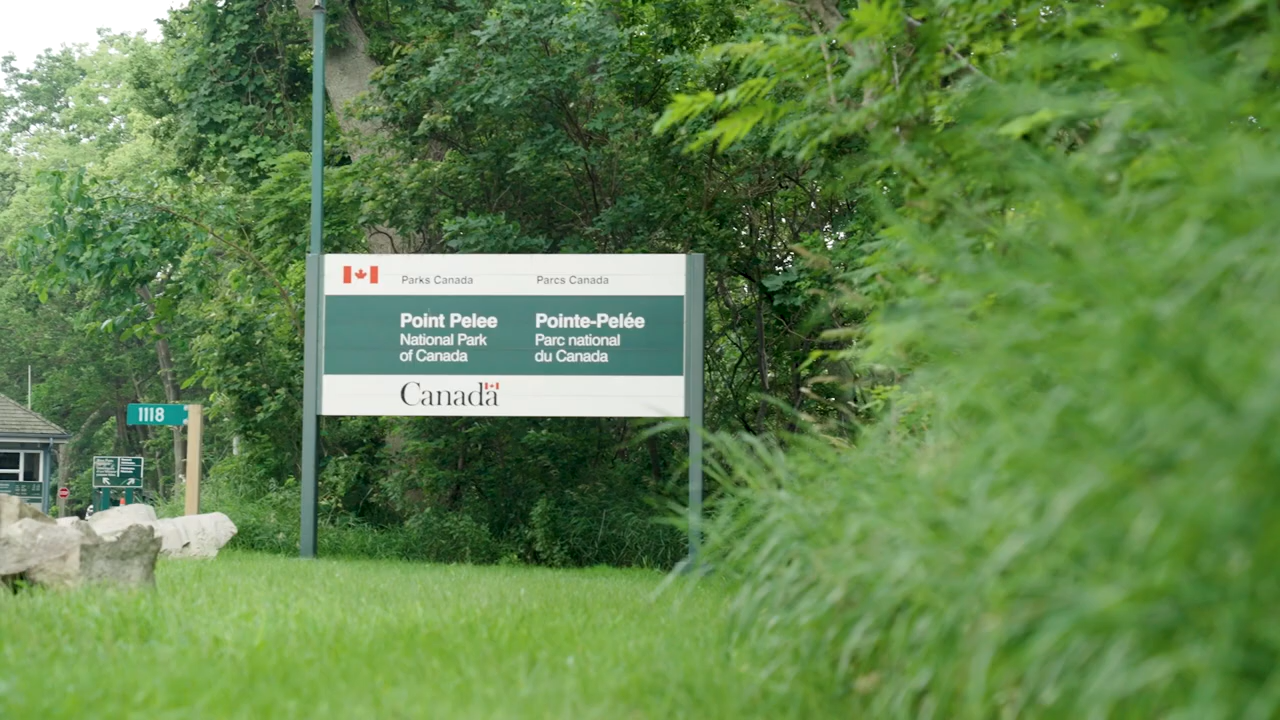 Parks Canada
Parcs Canada
Point Pelee
National Park
of Canada
Pointe-Pelée
Parc national
du Canada
Canada
1118